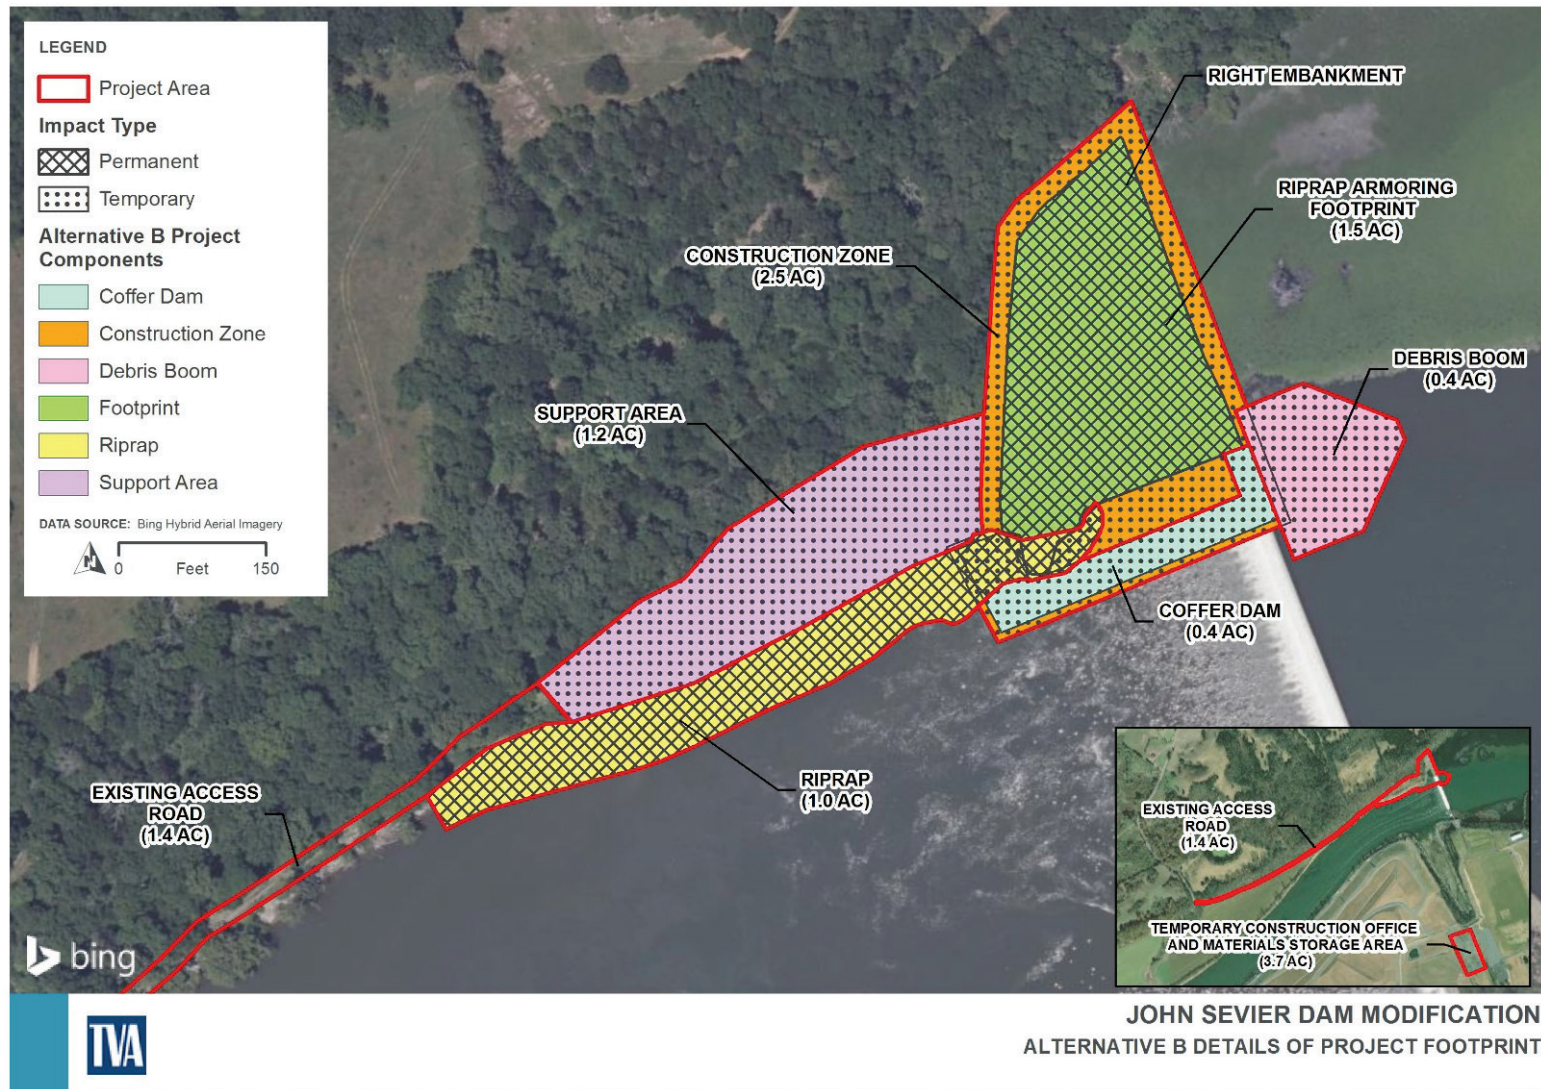 LEGEND
Project Area
Impact Type
Permanent
Temporary
Alternative B Project
Components
Coffer Dam
Construction Zone
Debris Boom
Footprint
Riprap
Support Area
DATA SOURCE: Bing Hybrid Aerial Imagery
N
0 Feet 150
RIGHT EMBANKMENT
RIPRAP ARMORING
FOOTPRINT
(1.5 AC)
CONSTRUCTION ZONE
(2.5 AC)
DEBRIS BOOM
(0.4 AC)
SUPPORT AREA
(1.2 AC)
COFFER DAM
(0.4 AC)
RIPRAP
(1.0 AC)
EXISTING ACCESS
ROAD
(1.4 AC)
EXISTING ACCESS
ROAD
(1.4 AC)
TEMPORARY CONSTRUCTION OFFICE
AND MATERIALS STORAGE AREA
(3.7 AC)
bing
TVA
JOHN SEVIER DAM MODIFICATION
ALTERNATIVE B DETAILS OF PROJECT FOOTPRINT